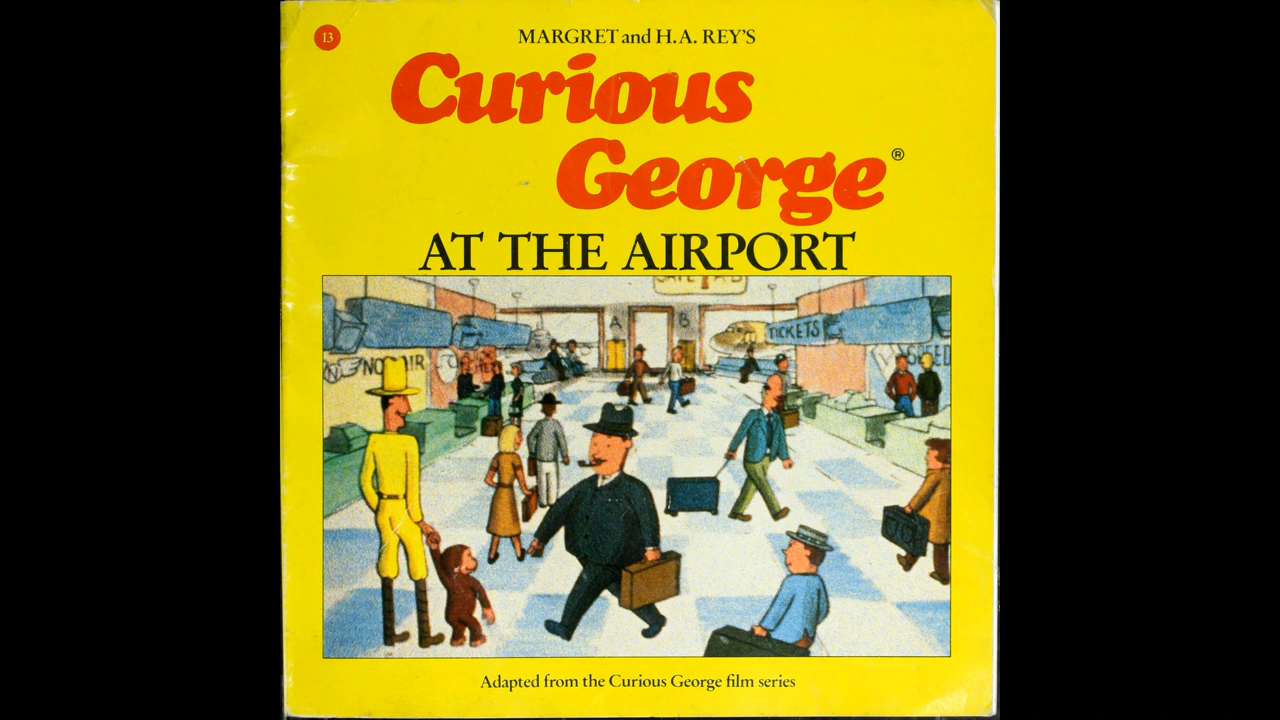 13
MARGRET and H.A. REY'S
Curious
George®
AT THE AIRPORT
A
B
TICKETS
Adapted from the Curious George film series